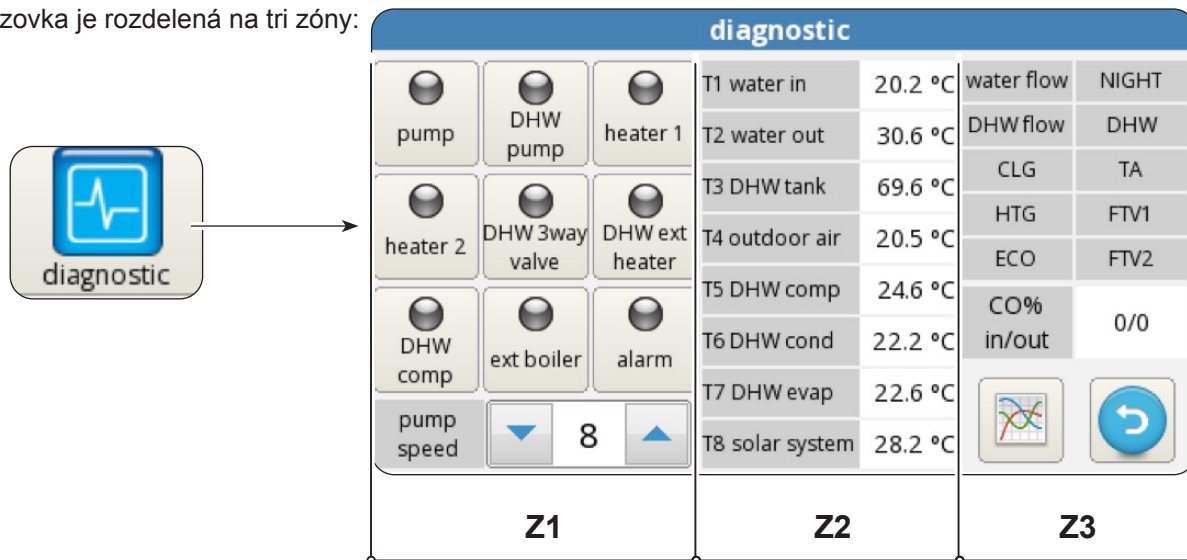 je rozdelená na tri zóny:
diagnostic
diagnostic
pump
DHW
pump
heater 1
heater 2
DHW 3way
valve
DHW ext
heater
DHW
comp
ext boiler
alarm
pump
speed
8
T1 water in 20.2 °C
T2 water out 30.6 °C
T3 DHW tank 69.6 °C
T4 outdoor air 20.5 °C
T5 DHW comp 24.6 °C
T6 DHW cond 22.2 °C
T7 DHW evap 22.6 °C
T8 solar system 28.2 °C
water flow NIGHT
DHW flow DHW
CLG TA
HTG FTV1
ECO FTV2
CO%
in/out
0/0
Z1 Z2 Z3